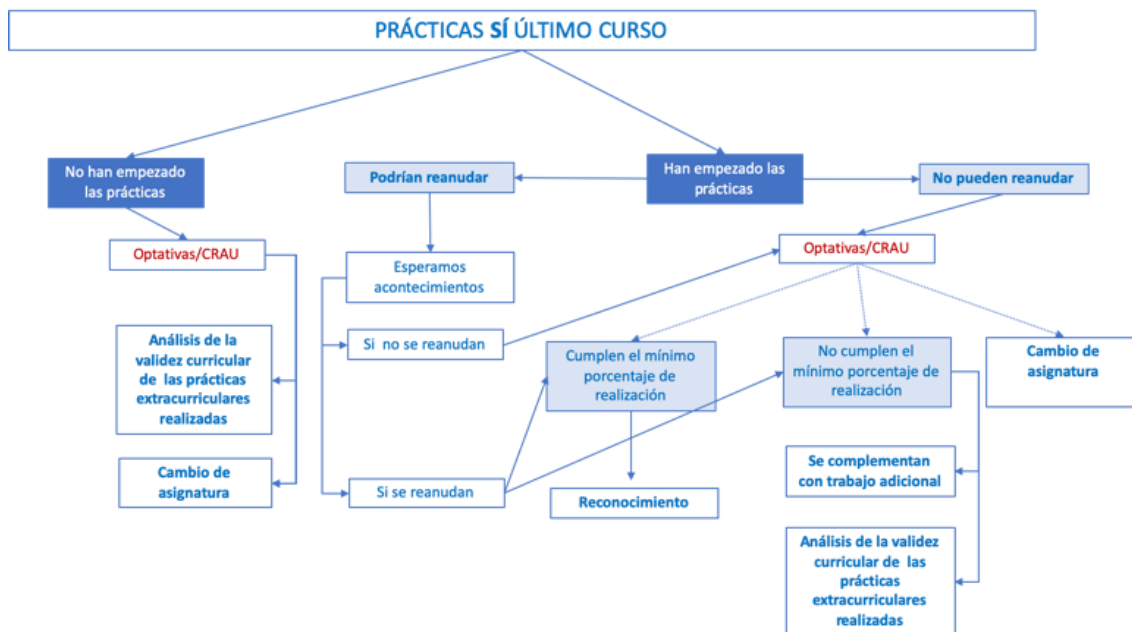 PRÁCTICAS SÍ ÚLTIMO CURSO
No han empezado
las prácticas
Podrían reanudar
Han empezado las
prácticas
No pueden reanudar
Optativas/CRAU
Esperamos
acontecimientos
Optativas/CRAU
Análisis de la
validez curricular
de las prácticas
extracurriculares
realizadas
Si no se reanudan
Cumplen el mínimo
porcentaje de
realización
No cumplen el
mínimo porcentaje de
realización
Cambio de
asignatura
Cambio de
asignatura
Si se reanudan
Reconocimiento
Se complementan
con trabajo adicional
Análisis de la validez
curricular de las
prácticas
extracurriculares
realizadas